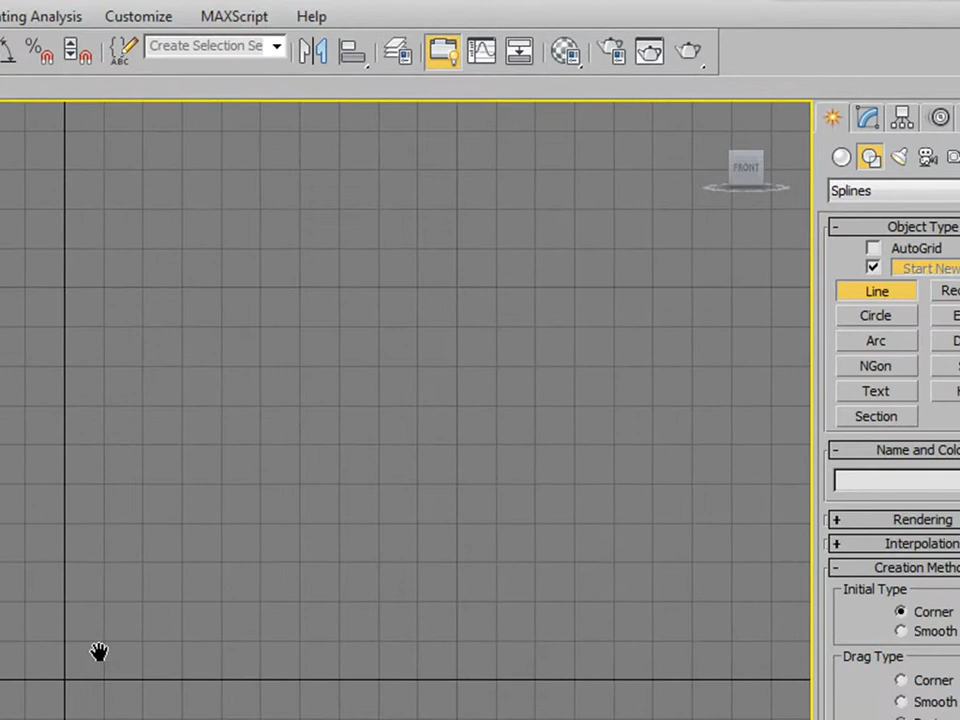 ting Analysis Customize MAXScript Help
%
ABC Create Selection Se
FRONT
Splines
- Object Type
AutoGrid
Start New
Line Rec
Circle E
Arc D
NGon
Text
Section
- Name and Colo
+ Rendering
+ Interpolation
- Creation Metho
Initial Type
Corner
Smooth
Drag Type
Corner
Smooth